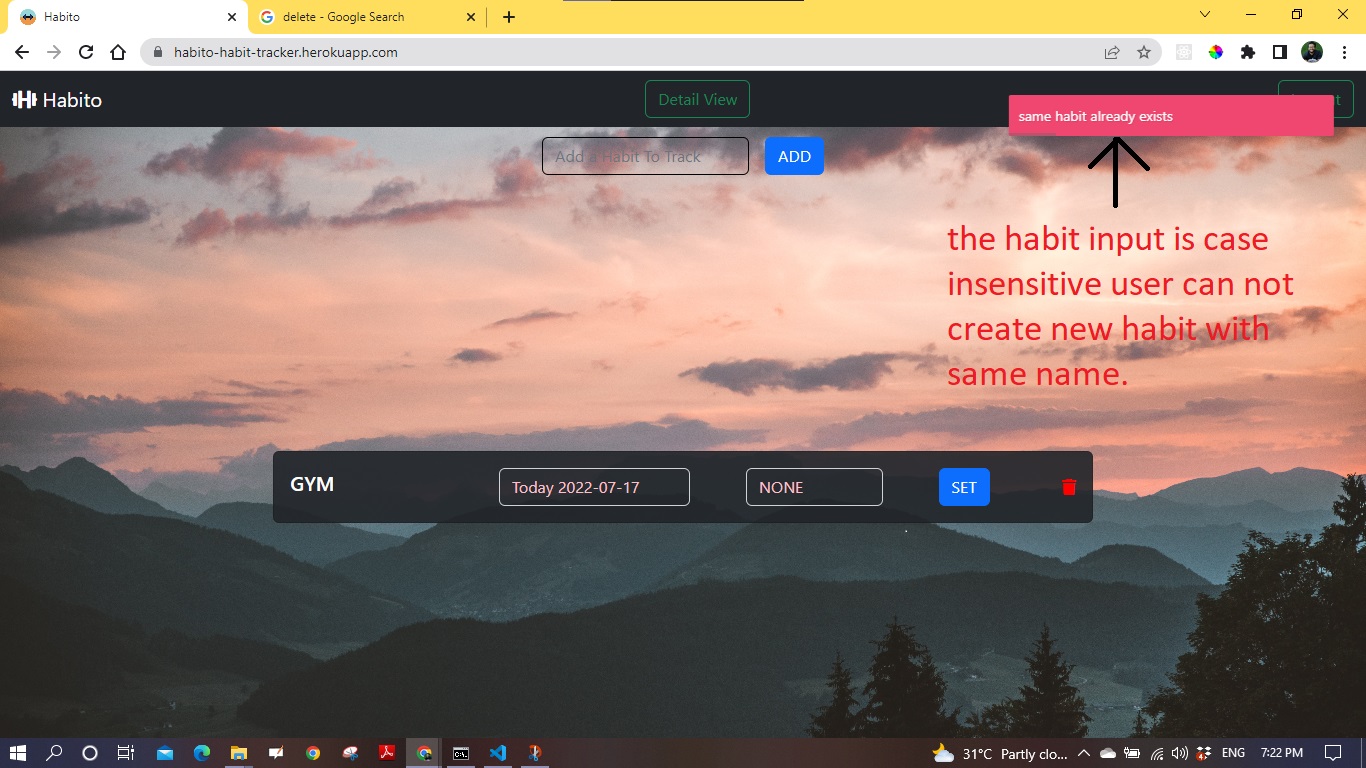 Habito
delete - Google Search
habito-habit-tracker.herokuapp.com
Habito
Detail View
same habit already exists
Add a Habit To Track
ADD
the habit input is case
insensitive user can not
create new habit with
same name.
GYM
Today 2022-07-17
NONE
SET
31°C Partly clo...
ENG
7:22 PM